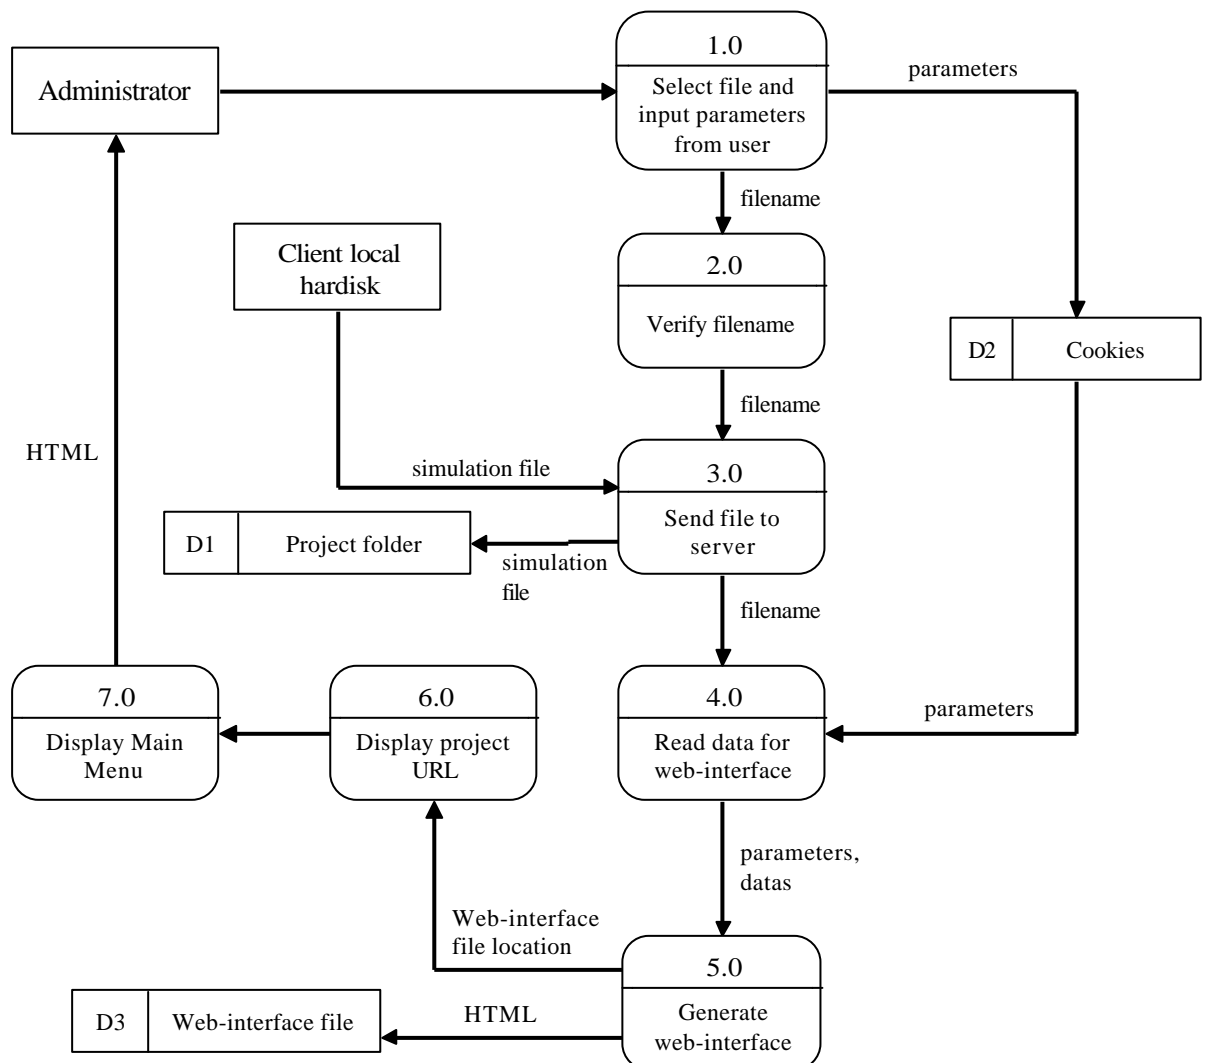 1.0
parameters
Administrator
Select file and
input parameters
from user
filename
Client local
hardisk
2.0
Verify filename
D2
Cookies
filename
HTML
simulation file
3.0
Send file to
server
D1
Project folder
simulation
file
filename
7.0
Display Main
Menu
6.0
Display project
URL
4.0
Read data for
web-interface
parameters
parameters,
datas
Web-interface
file location
5.0
Generate
web-interface
HTML
D3
Web-interface file